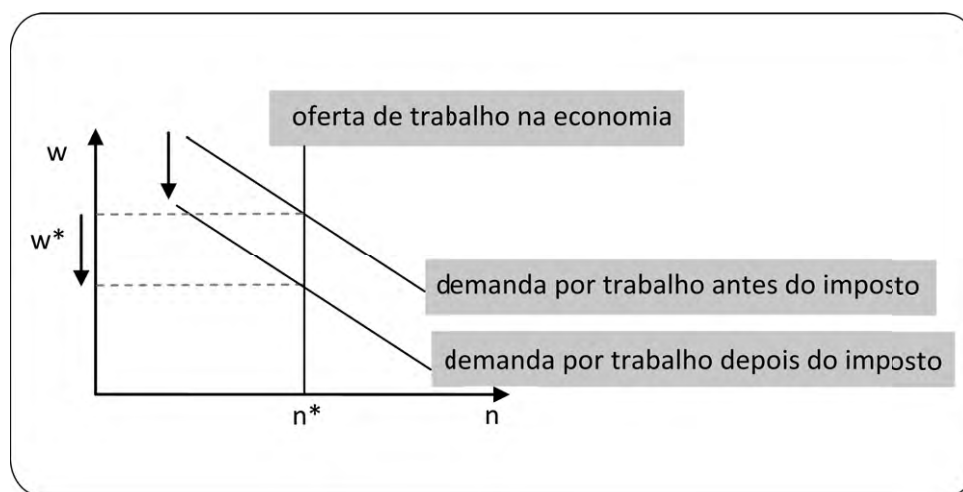 oferta de trabalho na economia
w
w*
demanda por trabalho antes do imposto
demanda por trabalho depois do imposto
n*
n